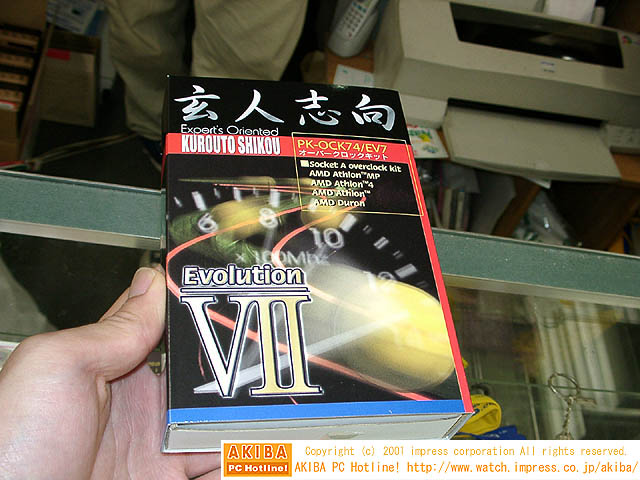 玄人志向
Expert's Oriented
KUROUTO SHIKOU
PK-OCK74/EV7
オーバークロックキット
■Socket A overclock kit
AMD Athlon™MP
AMD Athlon™4
AMD Athlon™
AMD Duron
6 8 10
×100MHz
Evolution
VII
AKIBA
PC Hotline!
Copyright (c) 2001 impress corporation All rights reserved.
AKIBA PC Hotline! http://www.watch.impress.co.jp/akiba/